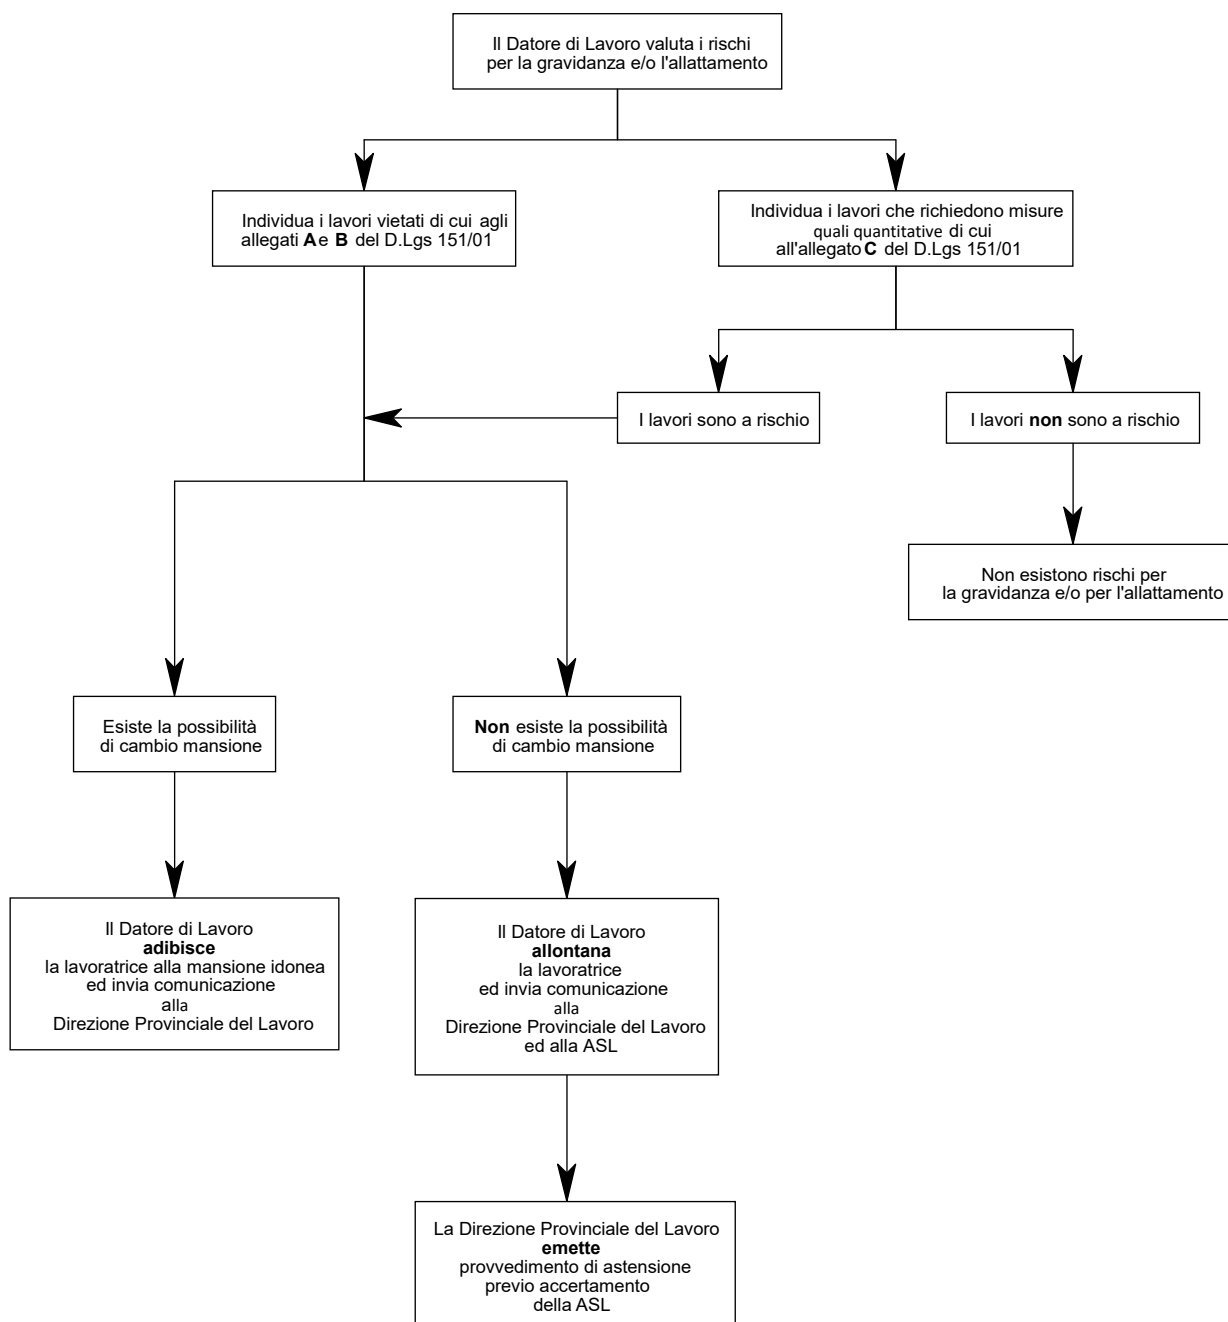 Il Datore di Lavoro valuta i rischi
per la gravidanza e/o l'allattamento
Individua i lavori vietati di cui agli
allegati A e B del D.Lgs 151/01
Individua i lavori che richiedono misure
quali quantitative di cui
all'allegato C del D.Lgs 151/01
I lavori sono a rischio
I lavori non sono a rischio
Non esistono rischi per
la gravidanza e/o per l'allattamento
Esiste la possibilità
di cambio mansione
Non esiste la possibilità
di cambio mansione
Il Datore di Lavoro
adibisce
la lavoratrice alla mansione idonea
ed invia comunicazione
alla
Direzione Provinciale del Lavoro
Il Datore di Lavoro
allontana
la lavoratrice
ed invia comunicazione
alla
Direzione Provinciale del Lavoro
ed alla ASL
La Direzione Provinciale del Lavoro
emette
provvedimento di astensione
previo accertamento
della ASL